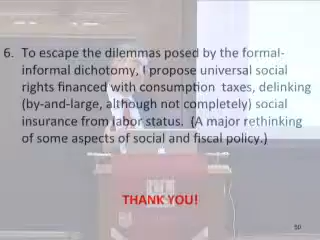 6. To escape the dilemmas posed by the formal-
informal dichotomy, I propose universal social
rights financed with consumption taxes, delinking
(by-and-large, although not completely) social
insurance from labor status. (A major rethinking
of some aspects of social and fiscal policy.)
THANK YOU!
50